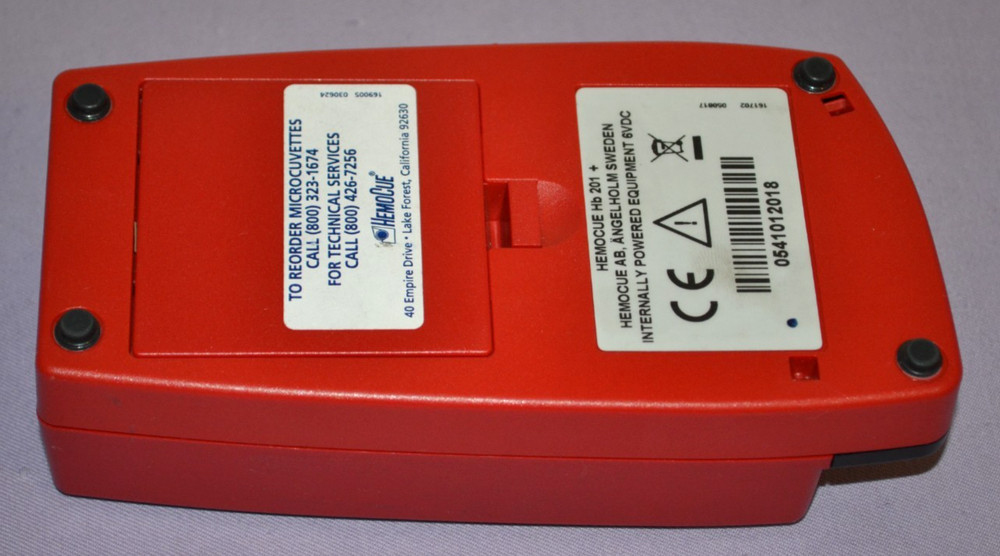 169005 030624
TO REORDER MICROCUVETTES
CALL (800) 323-1674
FOR TECHNICAL SERVICES
CALL (800) 426-7256
HEMOCUE®
40 Empire Drive • Lake Forest, California 92630
HEMOCUE Hb 201 +
HEMOCUE AB, ÄNGELHOLM SWEDEN
INTERNALLY POWERED EQUIPMENT 6VDC
CE
0541012018
161702 050817